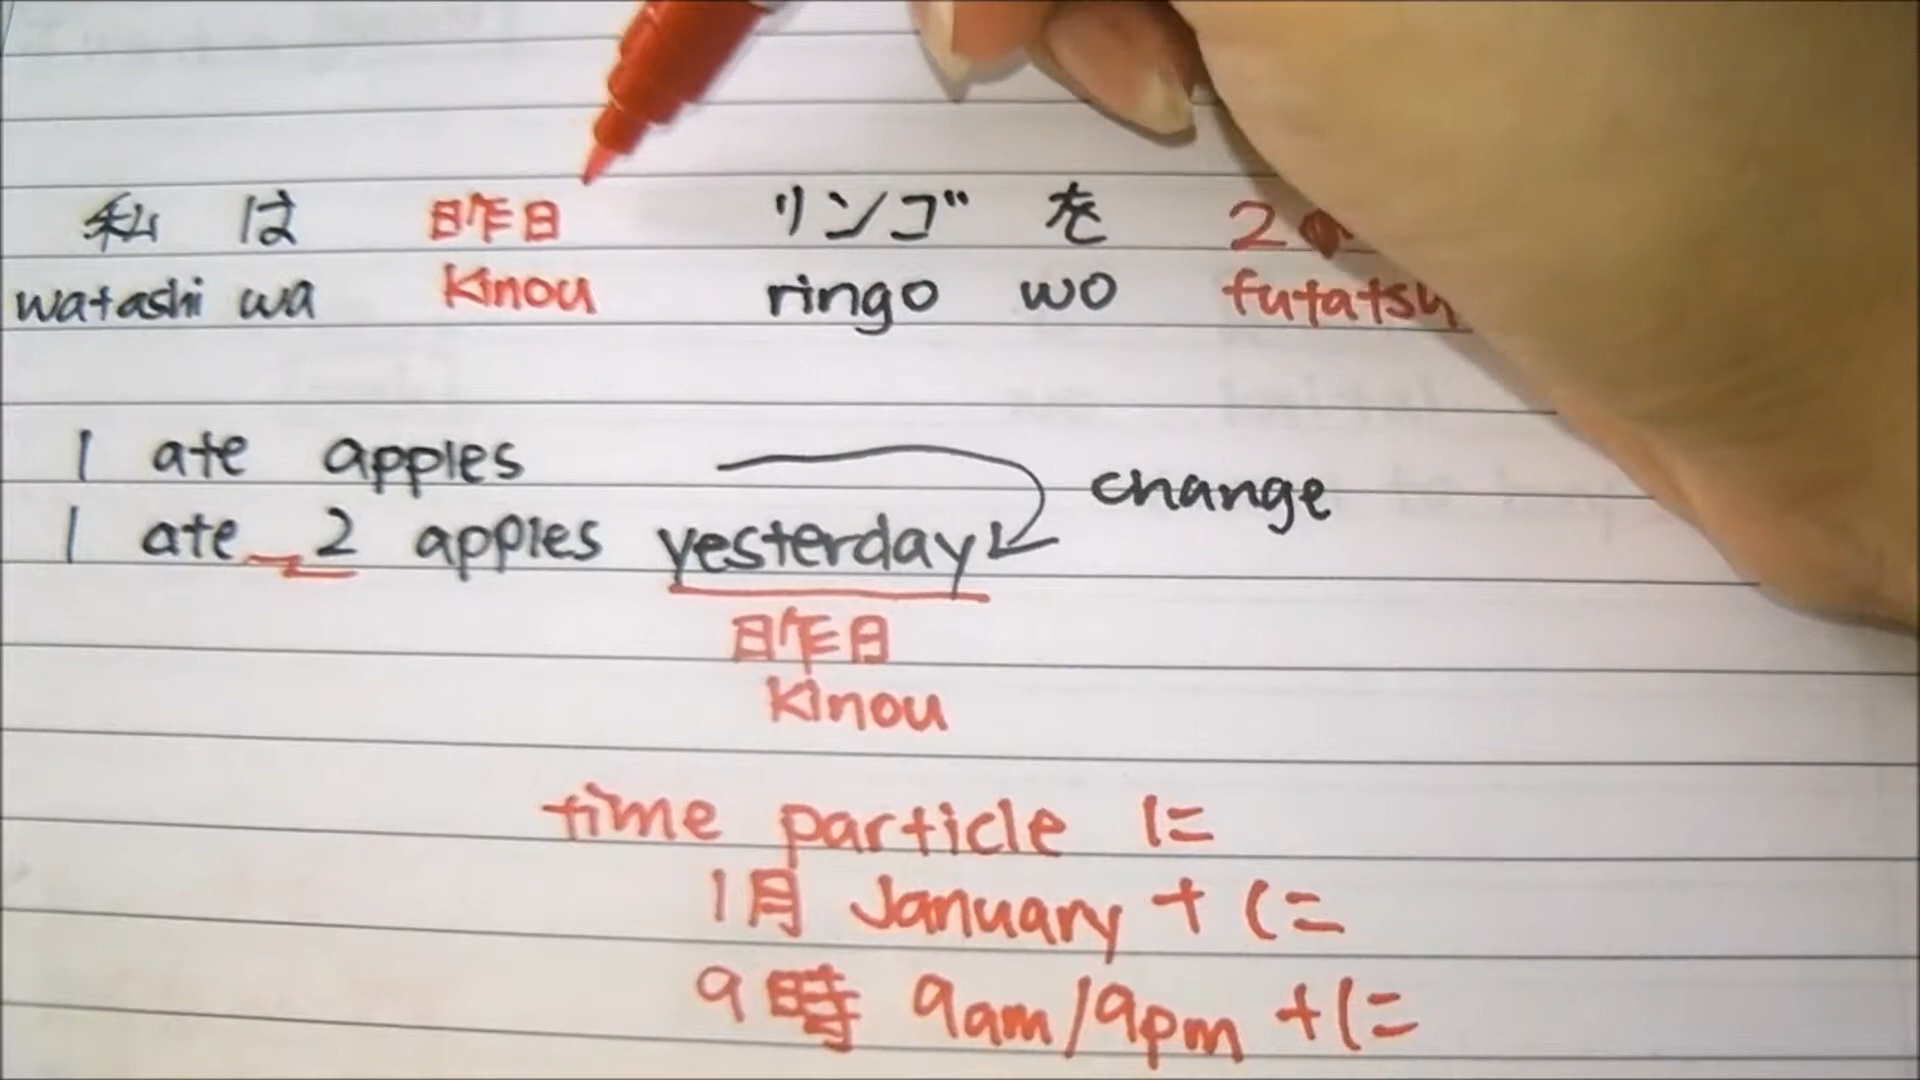 私 は 昨日 リンゴ を 2
watashi wa kinou ringo wo futatsu
I ate apples
change
I ate 2 apples yesterday
昨日
kinou
time particle に
1月 January + に
9時 9am/9pm + に